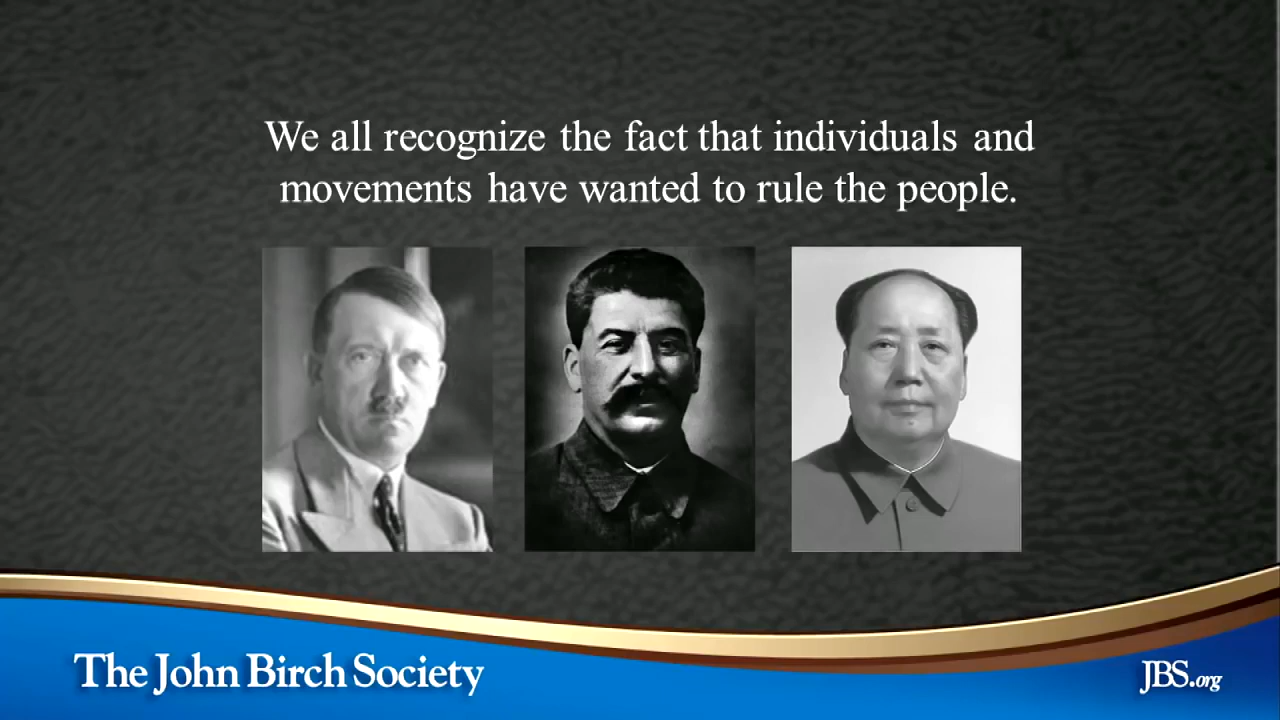 We all recognize the fact that individuals and
movements have wanted to rule the people.
The John Birch Society
JBS.org